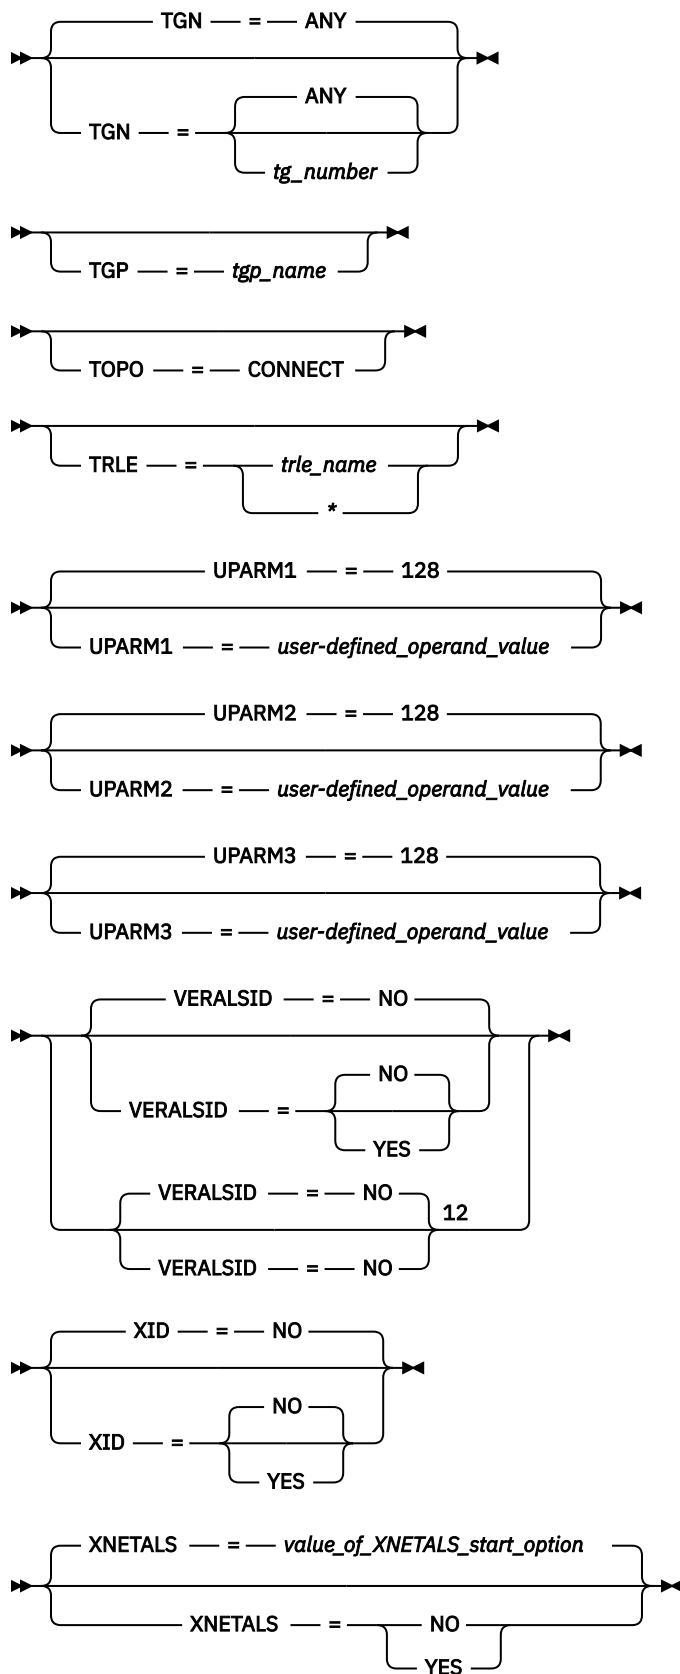 TGN = ANY
ANY
TGN =
tg_number
TGP = tgp_name
TOPO = CONNECT
TRLE = trle_name
*
UPARM1 = 128
UPARM1 = user-defined_operand_value
UPARM2 = 128
UPARM2 = user-defined_operand_value
UPARM3 = 128
UPARM3 = user-defined_operand_value
VERALSID = NO
NO
VERALSID =
YES
VERALSID = NO
12
VERALSID = NO
XID = NO
NO
XID =
YES
XNETALS = value_of_XNETALS_start_option
XNETALS = NO
YES